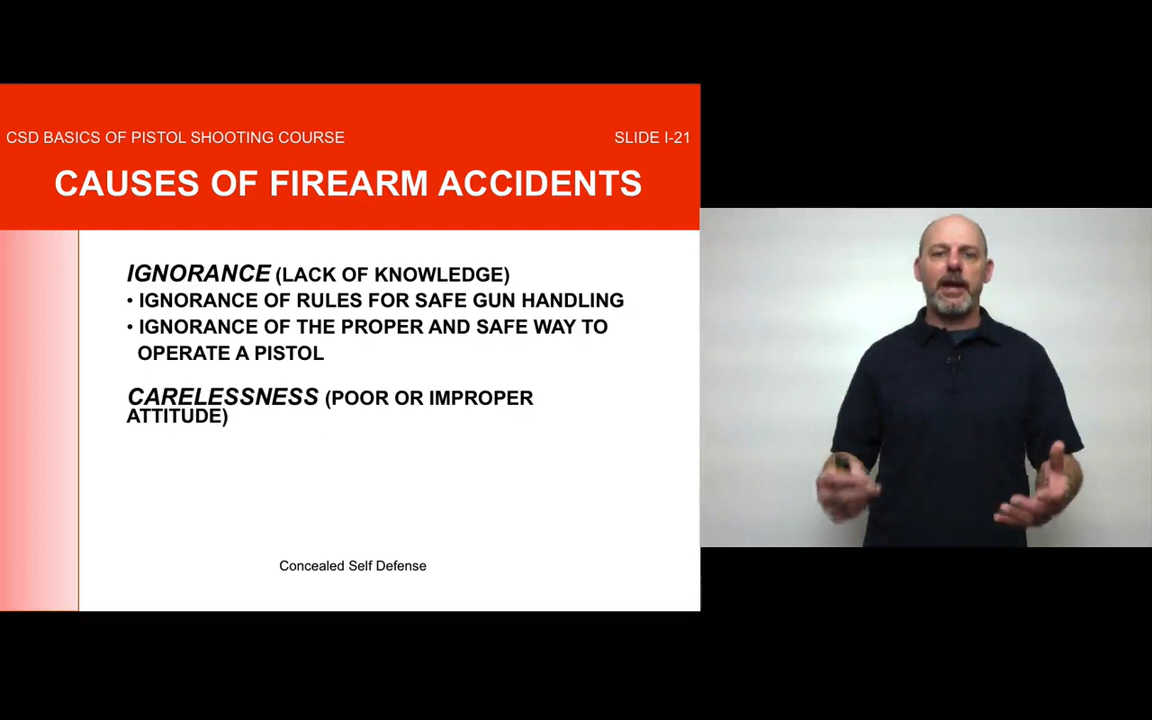 CSD BASICS OF PISTOL SHOOTING COURSE
SLIDE I-21
CAUSES OF FIREARM ACCIDENTS
IGNORANCE (LACK OF KNOWLEDGE)
• IGNORANCE OF RULES FOR SAFE GUN HANDLING
• IGNORANCE OF THE PROPER AND SAFE WAY TO
OPERATE A PISTOL
CARELESSNESS (POOR OR IMPROPER
ATTITUDE)
Concealed Self Defense